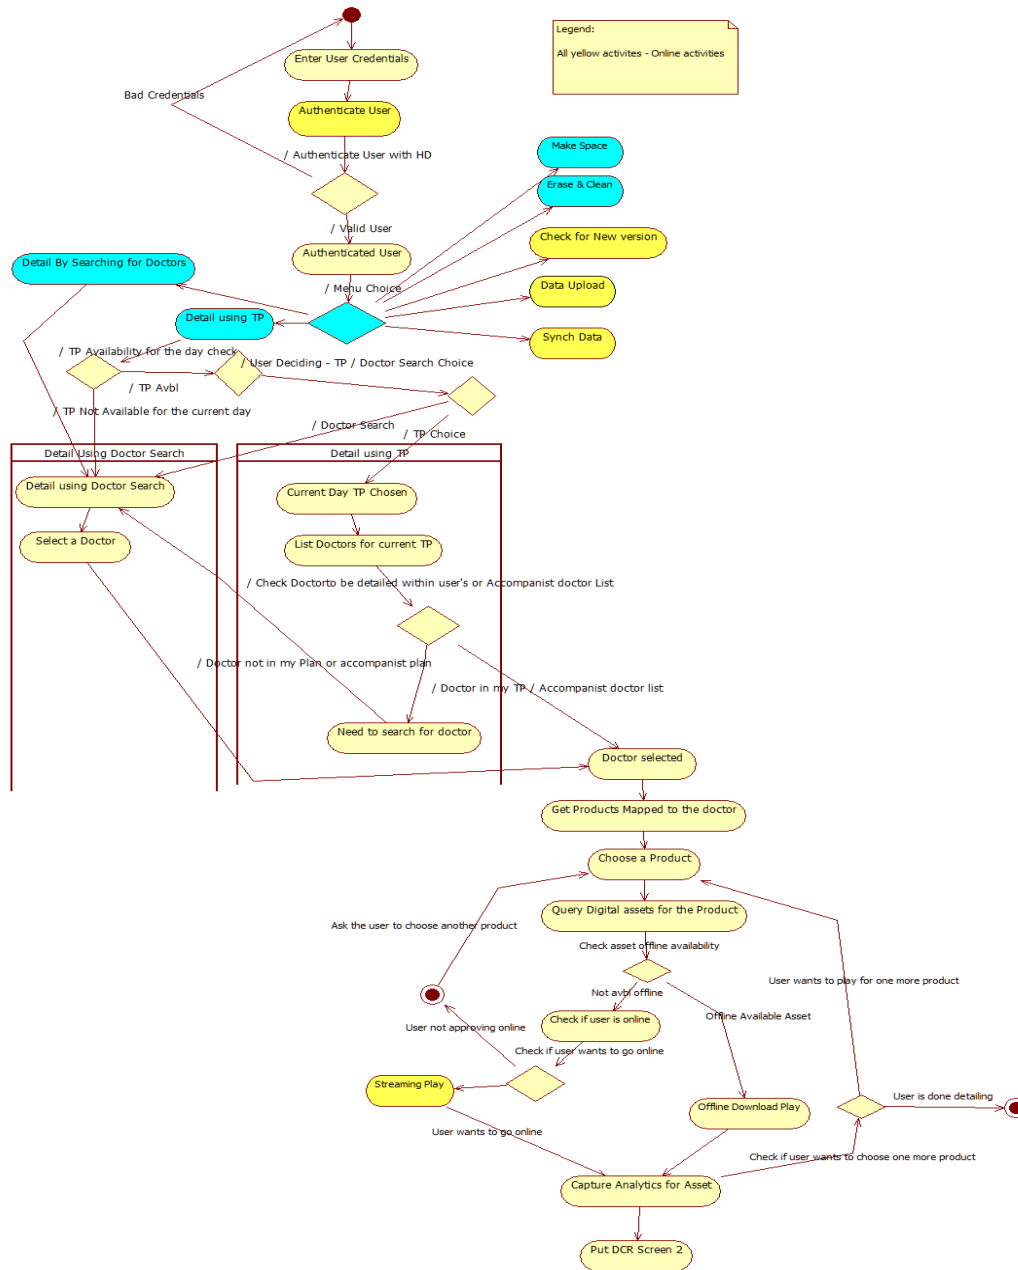 Legend:
All yellow activites - Online activities
Enter User Credentials
Bad Credentials
Authenticate User
/ Authenticate User with HD
Make Space
Erase & Clean
/ Valid User
Check for New version
Authenticated User
Detail By Searching for Doctors
/ Menu Choice
Data Upload
Detail using TP
Synch Data
/ TP Availability for the day check
/ User Deciding - TP / Doctor Search Choice
/ TP Avbl
/ TP Not Available for the current day
/ Doctor Search
/ TP Choice
Detail Using Doctor Search
Detail using TP
Detail using Doctor Search
Current Day TP Chosen
Select a Doctor
List Doctors for current TP
/ Check Doctorto be detailed within user's or Accompanist doctor List
/ Doctor not in my Plan or accompanist plan
/ Doctor in my TP / Accompanist doctor list
Need to search for doctor
Doctor selected
Get Products Mapped to the doctor
Choose a Product
Query Digital assets for the Product
Ask the user to choose another product
Check asset offline availability
User wants to play for one more product
Not avbl offline
Offline Available Asset
Check if user is online
User not approving online
Check if user wants to go online
Streaming Play
User is done detailing
Offline Download Play
User wants to go online
Check if user wants to choose one more product
Capture Analytics for Asset
Put DCR Screen 2